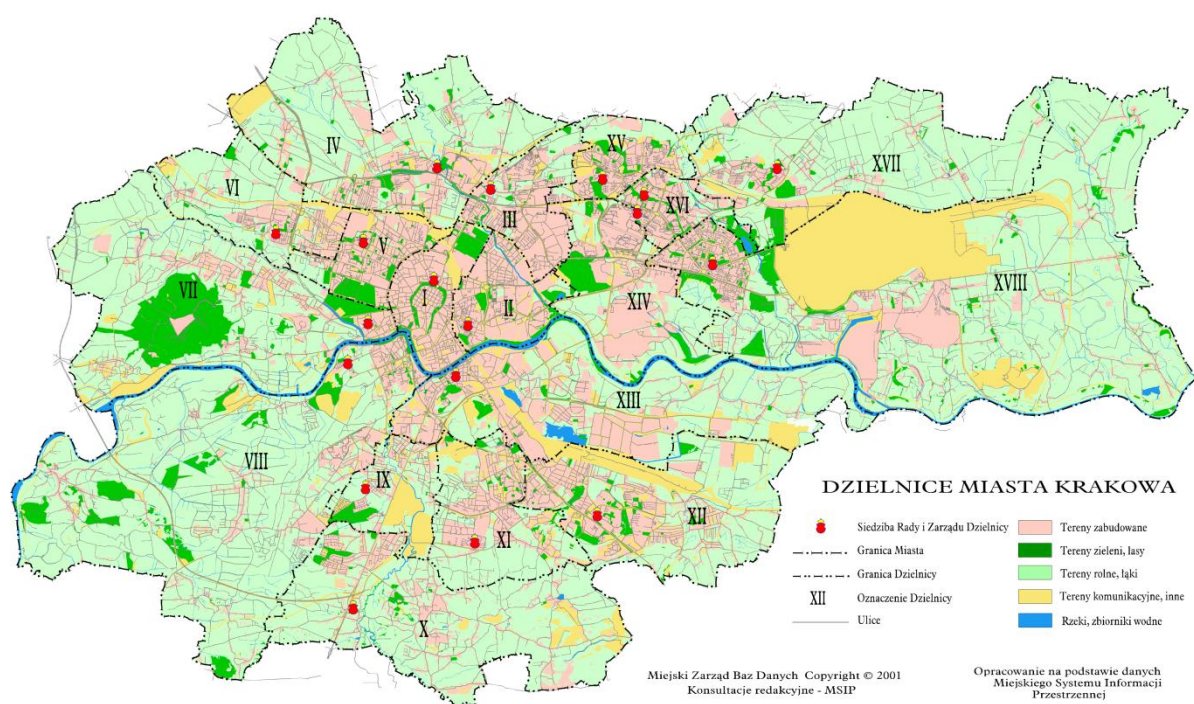 IV
XV
XVII
VI
III
XVI
V
VII
I
II
XIV
XVIII
XIII
VIII
IX
XII
XI
X
DZIELNICE MIASTA KRAKOWA
Siedziba Rady i Zarządu Dzielnicy
Granica Miasta
Granica Dzielnicy
XII Oznaczenie Dzielnicy
Ulice
Tereny zabudowane
Tereny zieleni, lasy
Tereny rolne, łąki
Tereny komunikacyjne, inne
Rzeki, zbiorniki wodne
Miejski Zarząd Baz Danych Copyright © 2001
Konsultacje redakcyjne - MSIP
Opracowanie na podstawie danych
Miejskiego Systemu Informacji
Przestrzennej